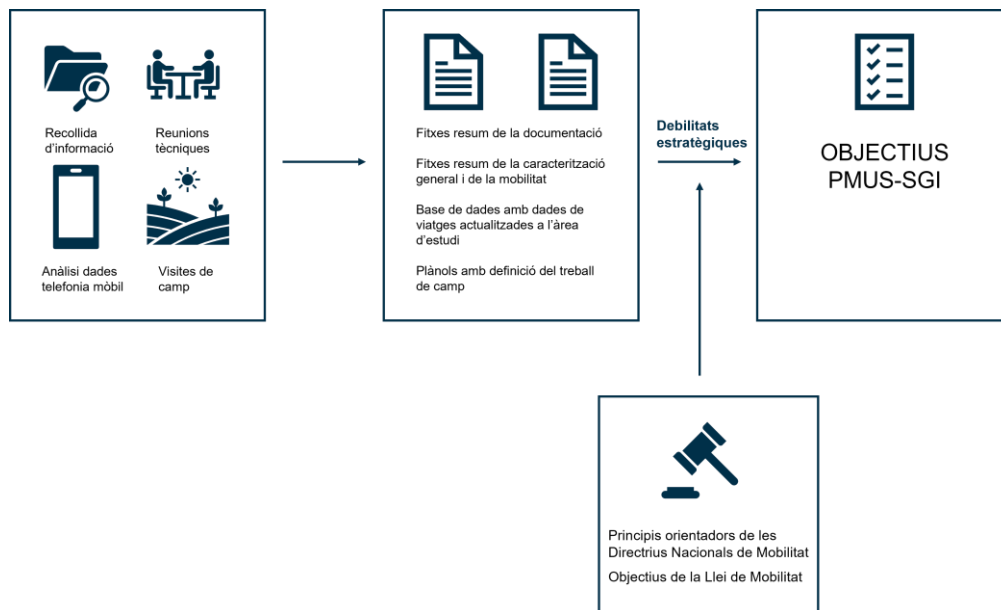 Recollida
d'informació
Reunions
tècniques
Anàlisi dades
telefonia mòbil
Visites de
camp
Fitxes resum de la documentació
Fitxes resum de la caracterització
general i de la mobilitat
Base de dades amb dades de
viatges actualitzades a l'àrea
d'estudi
Plànols amb definició del treball
de camp
Debilitats
estratègiques
OBJECTIUS
PMUS-SGI
Principis orientadors de les
Directrius Nacionals de Mobilitat
Objectius de la Llei de Mobilitat